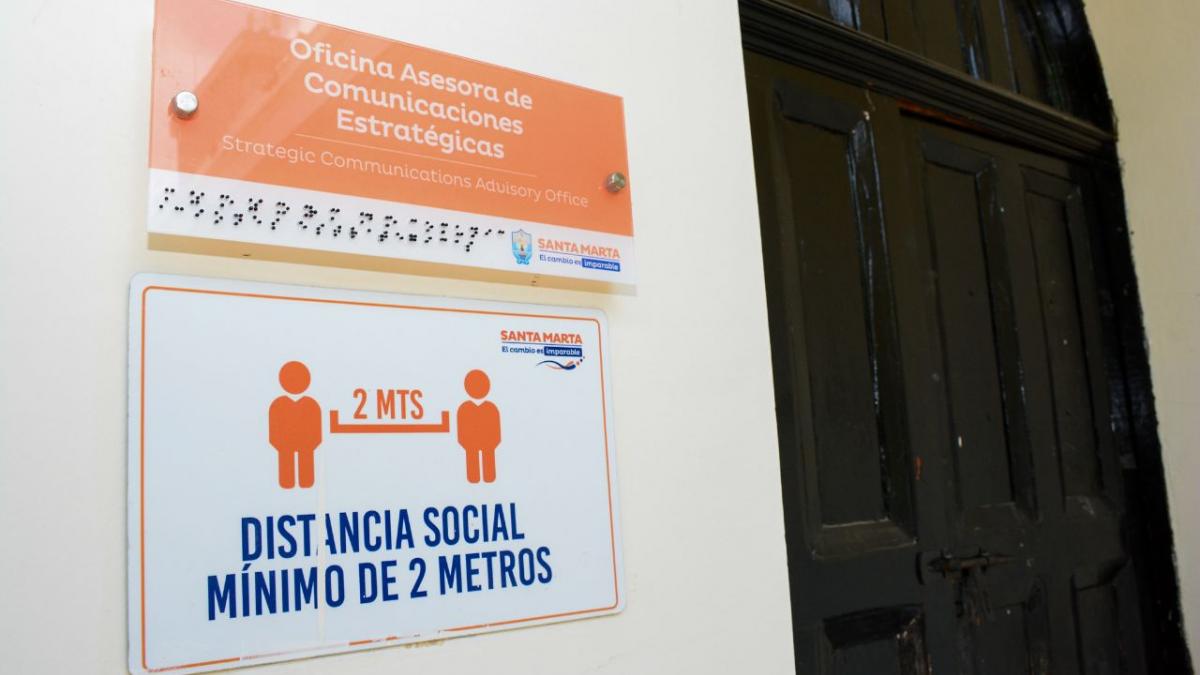 Oficina Asesora de
Comunicaciones
Estratégicas
Strategic Communications Advisory Office
SANTA MARTA
El cambio es imparable
SANTA MARTA
El cambio es imparable
2 MTS
DISTANCIA SOCIAL
MÍNIMO DE 2 METROS